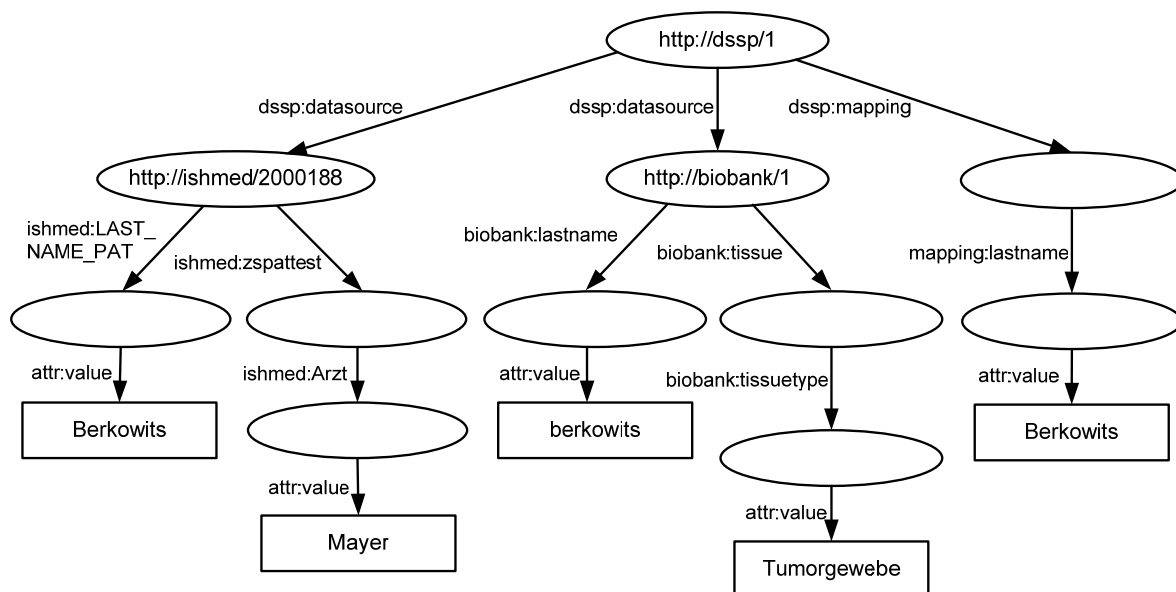 http://dssp/1
dssp:datasource
dssp:datasource
dssp:mapping
http://ishmed/2000188
http://biobank/1
ishmed:LAST_
NAME_PAT
ishmed:zspattest
biobank:lastname
biobank:tissue
mapping:lastname
attr:value
ishmed:Arzt
attr:value
biobank:tissuetype
attr:value
Berkowits
berkowits
Berkowits
attr:value
attr:value
Mayer
Tumorgewebe